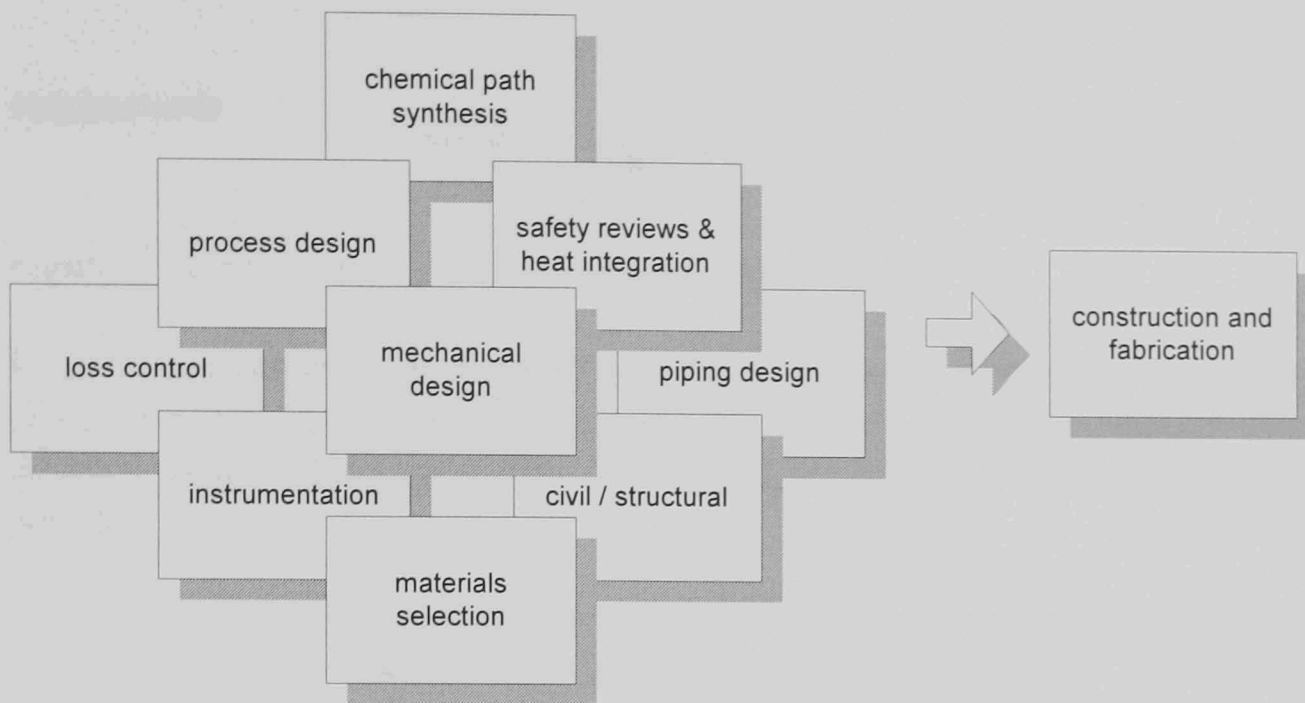 chemical path
synthesis
process design
safety reviews &
heat integration
loss control
mechanical
design
piping design
construction and
fabrication
instrumentation
civil / structural
materials
selection